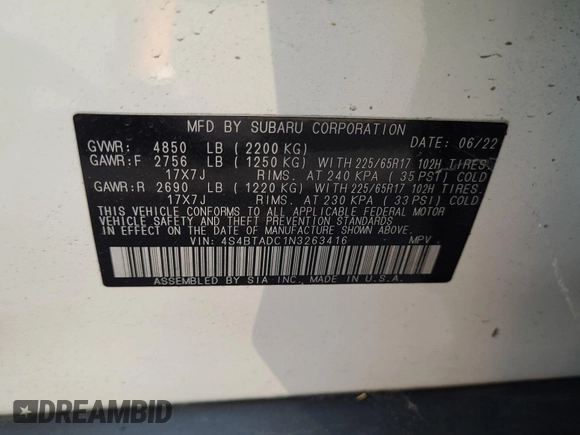 MFD BY SUBARU CORPORATION
GVWR: 4850 LB (2200 KG) DATE: 06/22
GAWR:F 2756 LB (1250 KG) WITH 225/65R17 102H TIRES,
17X7J RIMS, AT 240 KPA (35 PSI) COLD
GAWR:R 2690 LB (1220 KG) WITH 225/65R17 102H TIRES,
17X7J RIMS, AT 230 KPA (33 PSI) COLD
THIS VEHICLE CONFORMS TO ALL APPLICABLE FEDERAL MOTOR
VEHICLE SAFETY AND THEFT PREVENTION STANDARDS
IN EFFECT ON THE DATE OF MANUFACTURE SHOWN ABOVE.
VIN: 4S4BTADC1N3263416 MPV
ASSEMBLED BY SIA INC. MADE IN U.S.A.
DREAMBID